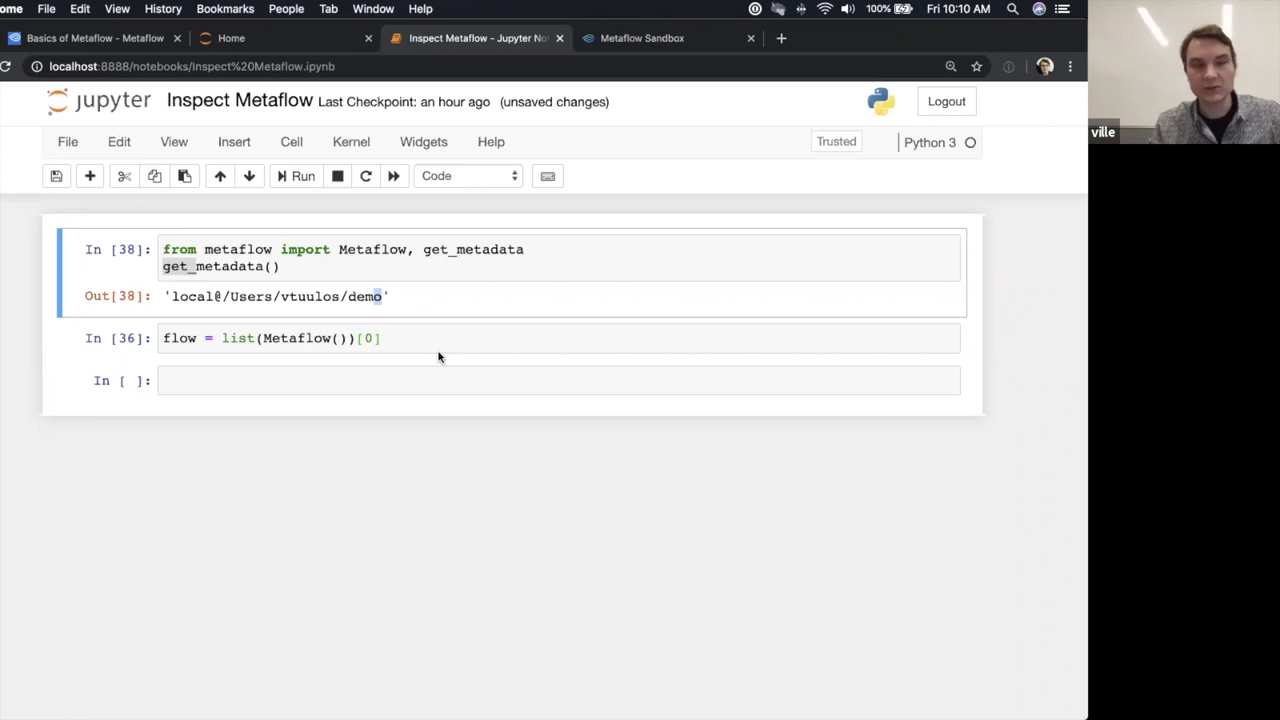 ome File Edit View History Bookmarks People Tab Window Help 100% Fri 10:10 AM
Basics of Metaflow - Metaflow Home Inspect Metaflow - Jupyter No Metaflow Sandbox
localhost:8888/notebooks/Inspect%20Metaflow.ipynb
jupyter Inspect Metaflow Last Checkpoint: an hour ago (unsaved changes) Logout
File Edit View Insert Cell Kernel Widgets Help Trusted Python 3
Run Code
In [38]: from metaflow import Metaflow, get_metadata
get_metadata()
Out[38]: 'local@/Users/vtuulos/demo'
In [36]: flow = list(Metaflow())[0]
In [ ]:
ville